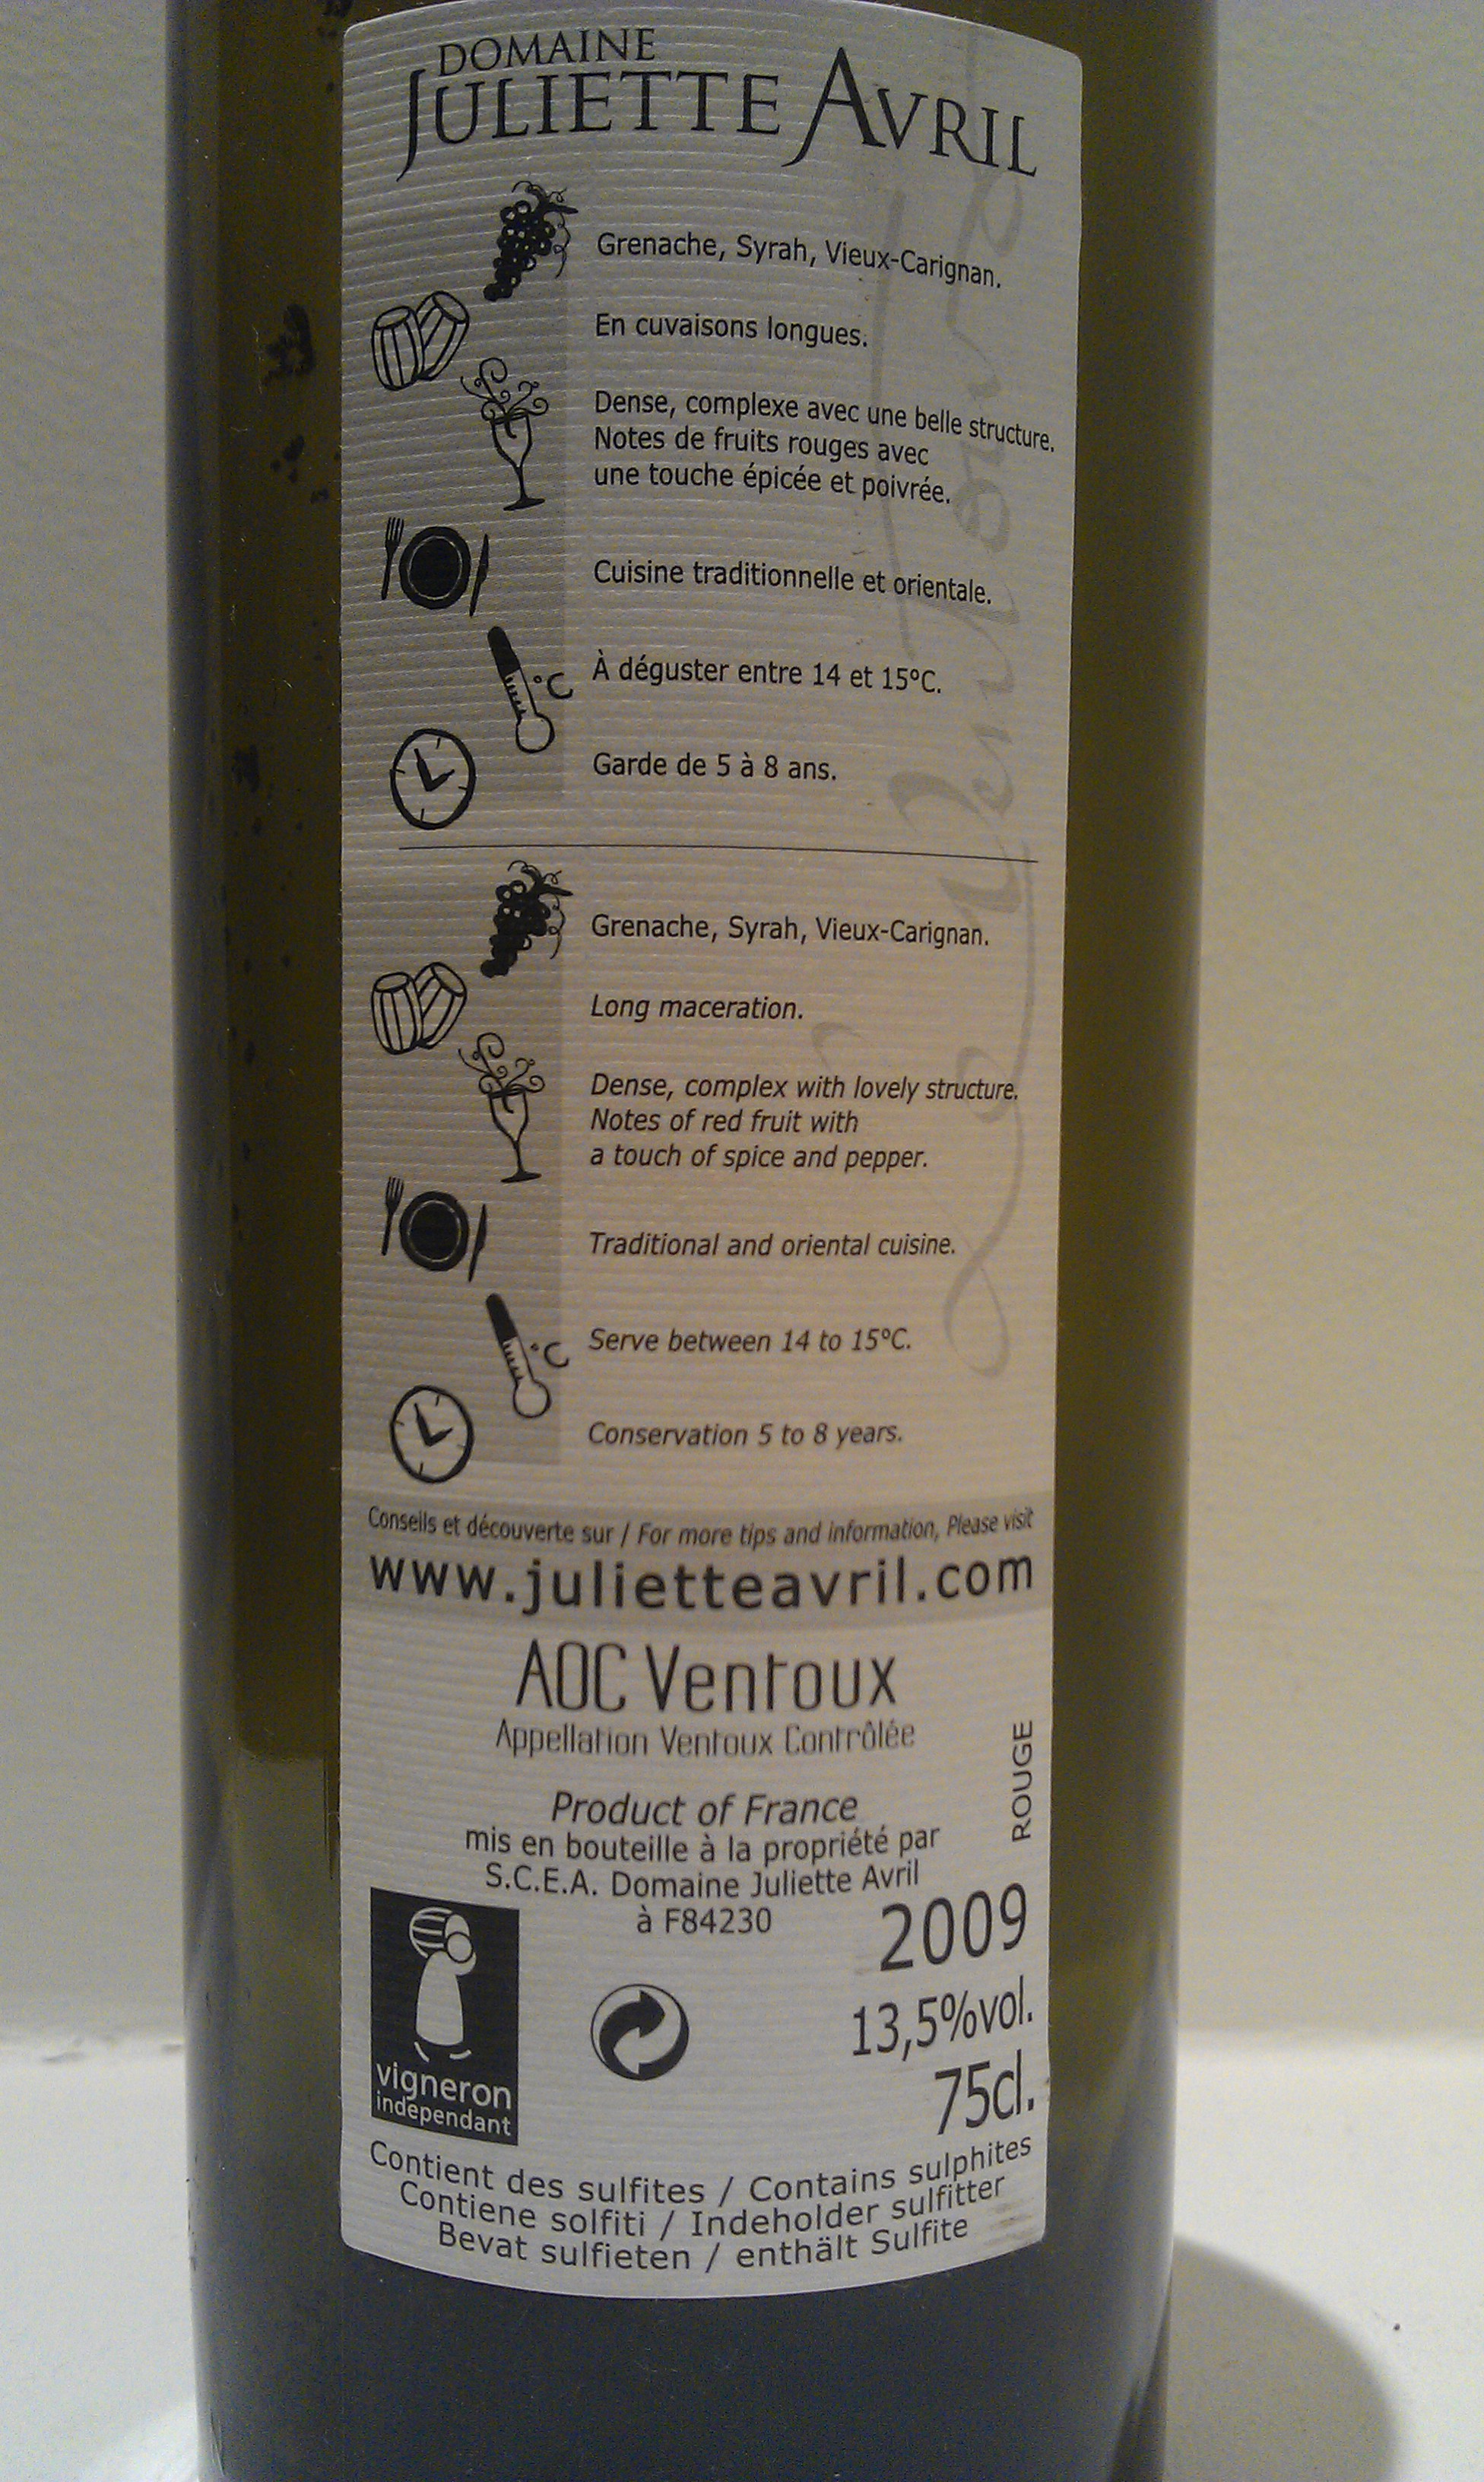 DOMAINE
JULIETTE AVRIL
Grenache, Syrah, Vieux-Carignan.
En cuvaisons longues.
Dense, complexe avec une belle structure.
Notes de fruits rouges avec
une touche épicée et poivrée.
Cuisine traditionnelle et orientale.
°C
À déguster entre 14 et 15°C.
Garde de 5 à 8 ans.
Grenache, Syrah, Vieux-Carignan.
Long maceration.
Dense, complex with lovely structure.
Notes of red fruit with
a touch of spice and pepper.
Traditional and oriental cuisine.
°C
Serve between 14 to 15°C.
Conservation 5 to 8 years.
Conseils et découverte sur / For more tips and information, Please visit
www.julietteavril.com
AOC Ventoux
Appellation Ventoux Contrôlée
ROUGE
Product of France
mis en bouteille à la propriété par
S.C.E.A. Domaine Juliette Avril
à F84230
2009
13,5%vol.
75cl.
vigneron
indépendant
Contient des sulfites / Contains sulphites
Contiene solfiti / Indeholder sulfitter
Bevat sulfieten / enthält Sulfite